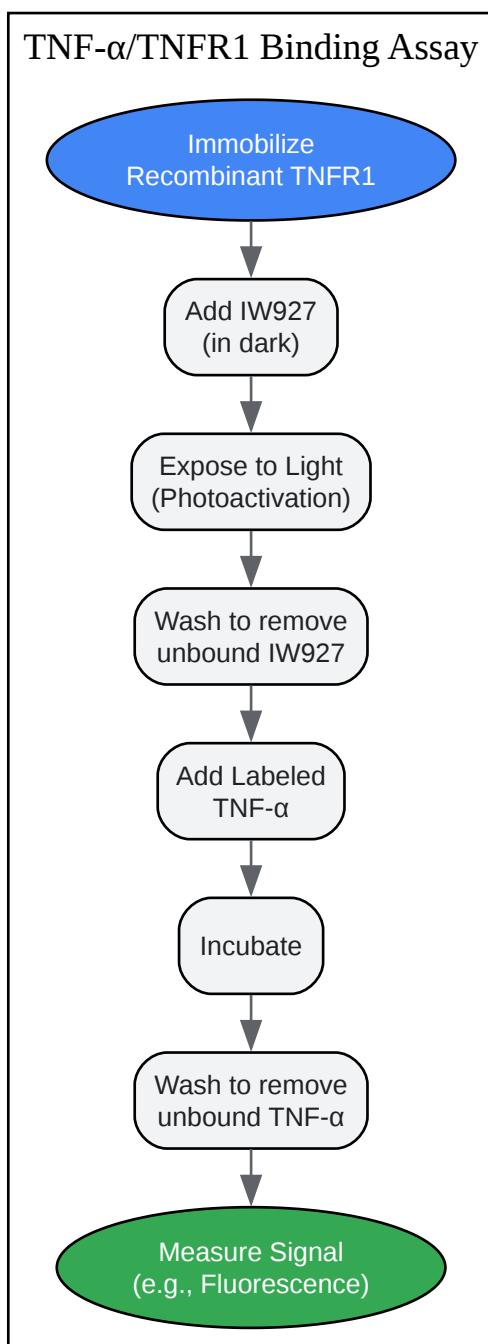 TNF-α/TNFR1 Binding Assay
Immobilize
Recombinant TNFR1
Add IW927
(in dark)
Expose to Light
(Photoactivation)
Wash to remove
unbound IW927
Add Labeled
TNF-α
Incubate
Wash to remove
unbound TNF-α
Measure Signal
(e.g., Fluorescence)